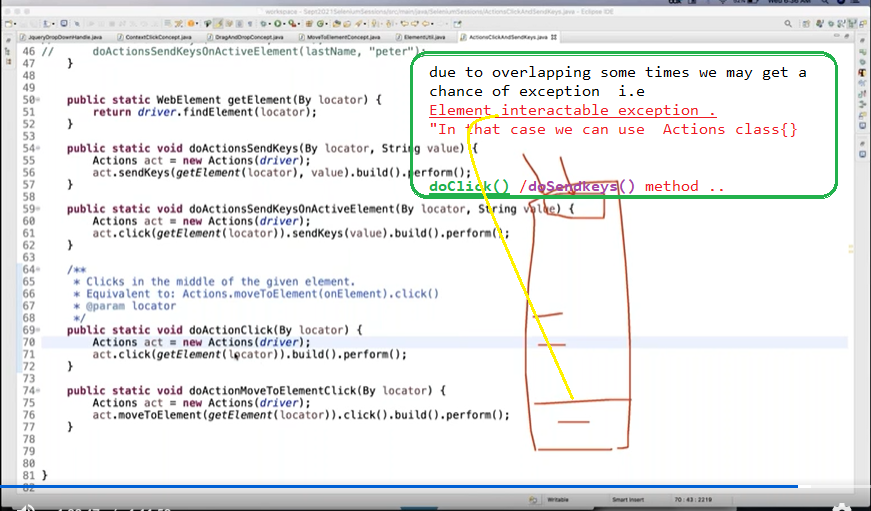 workspace - Sept2021SeleniumSessions/src/main/java/SeleniumSessions/ActionsClickAndSendKeys.java - Eclipse IDE
JqueryDropDownHandle.java ContextClickConcept.java DragAndDropConcept.java MoveToElementConcept.java ElementUtil.java ActionsClickAndSendKeys.java
46 // doActionsSendKeysOnActiveElement(lastName, "peter");
47 }
48
49
50 public static WebElement getElement(By locator) {
51 return driver.findElement(locator);
52 }
53
54 public static void doActionsSendKeys(By locator, String value) {
55 Actions act = new Actions(driver);
56 act.sendKeys(getElement(locator), value).build().perform();
57 }
58
59 public static void doActionsSendKeysOnActiveElement(By locator, String value) {
60 Actions act = new Actions(driver);
61 act.click(getElement(locator)).sendKeys(value).build().perform();
62 }
63
64 /**
65 * Clicks in the middle of the given element.
66 * Equivalent to: Actions.moveToElement(onElement).click()
67 * @param locator
68 */
69 public static void doActionClick(By locator) {
70 Actions act = new Actions(driver);
71 act.click(getElement(locator)).build().perform();
72 }
73
74 public static void doActionMoveToElementClick(By locator) {
75 Actions act = new Actions(driver);
76 act.moveToElement(getElement(locator)).click().build().perform();
77 }
78
79
80
81 }
82
due to overlapping some times we may get a
chance of exception i.e
Element interactable exception .
"In that case we can use Actions class{}
doClick() /doSendkeys() method ..
Writable Smart Insert 70 : 43 : 2219